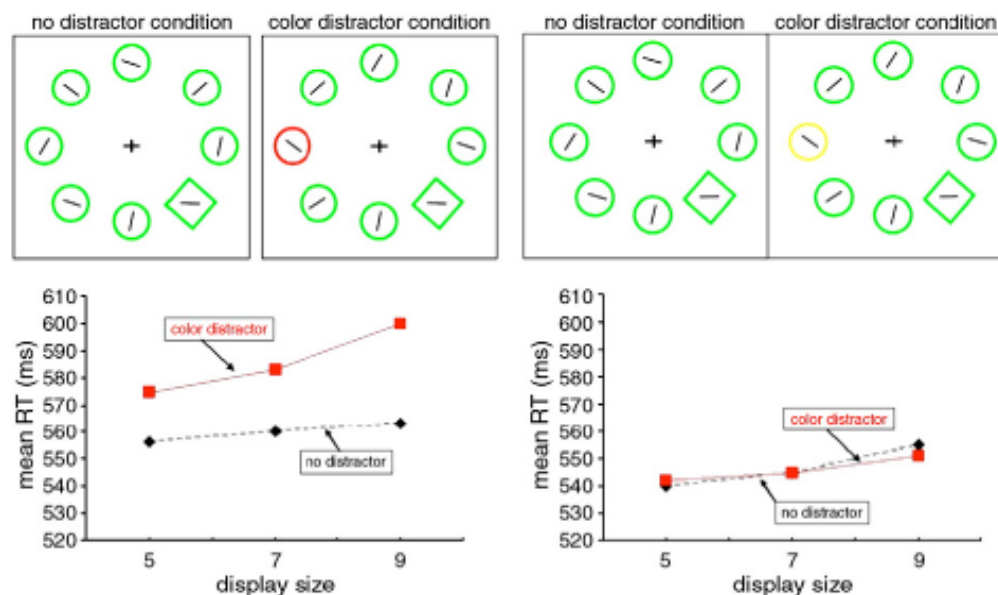 no distractor condition
color distractor condition
no distractor condition
color distractor condition
610
600
590
580
570
560
550
540
530
520
mean RT (ms)
color distractor
no distractor
5
7
9
display size
610
600
590
580
570
560
550
540
530
520
mean RT (ms)
color distractor
no distractor
5
7
9
display size